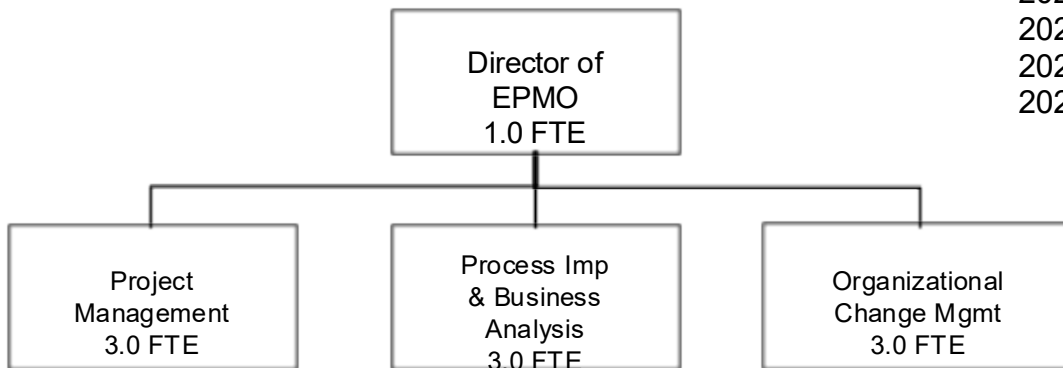 Director of
EPMO
1.0 FTE
Project
Management
3.0 FTE
Process Imp
& Business
Analysis
3.0 FTE
Organizational
Change Mgmt
3.0 FTE